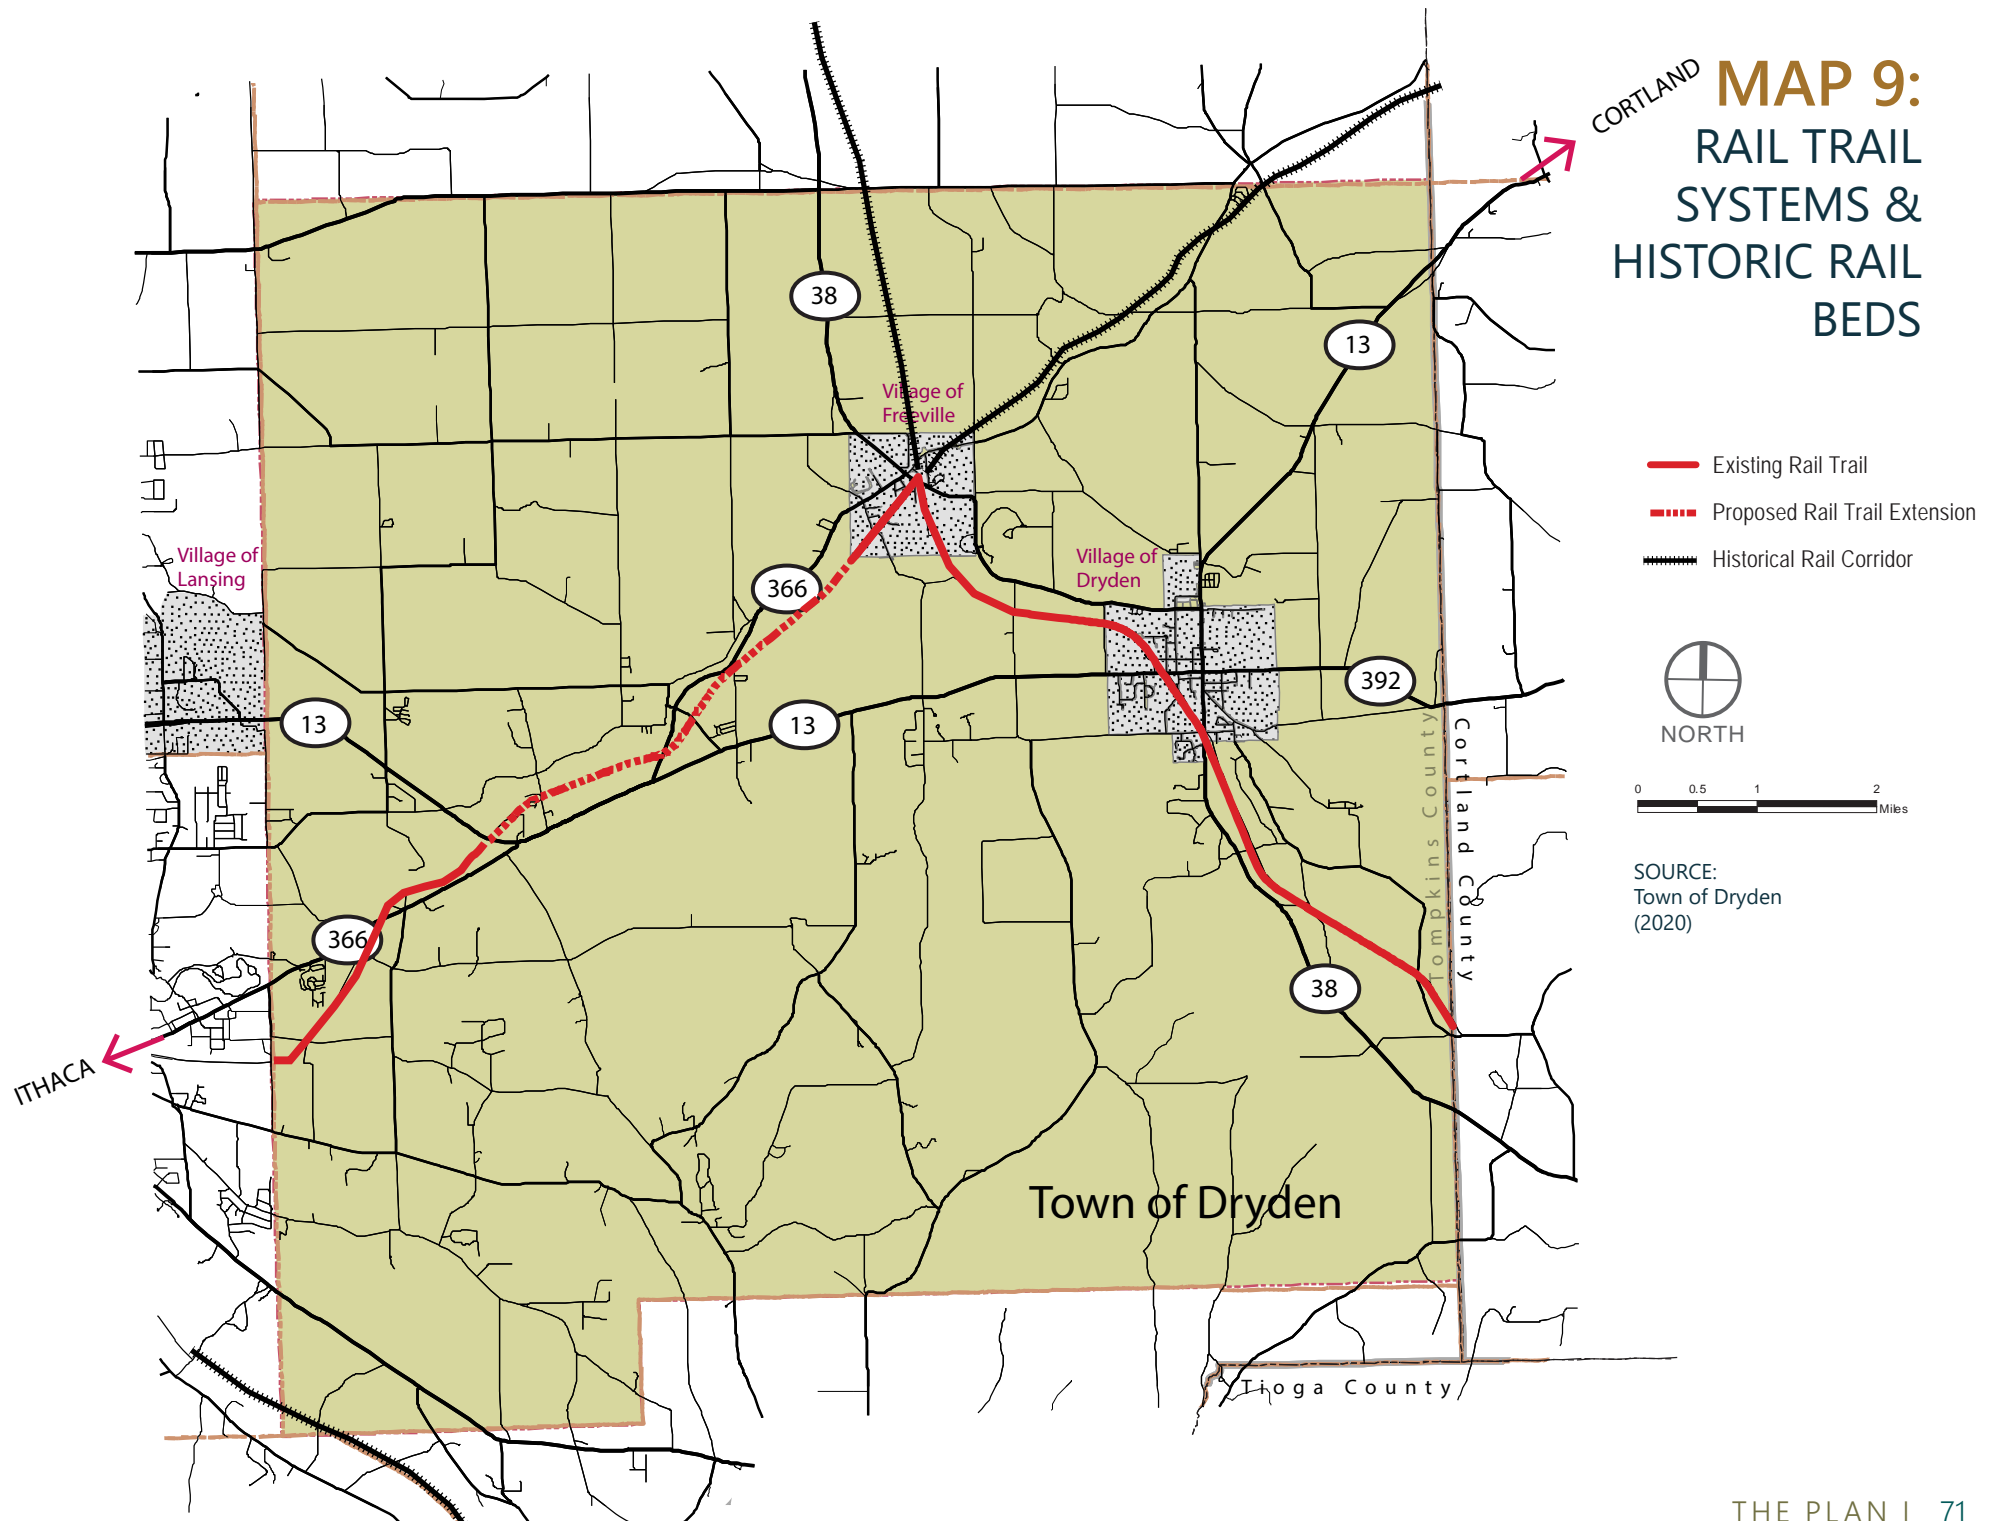 MAP 9:
RAIL TRAIL
SYSTEMS &
HISTORIC RAIL
BEDS
CORTLAND
38
13
Village of
Freeville
Existing Rail Trail
Proposed Rail Trail Extension
Historical Rail Corridor
Village of
Lansing
366
Village of
Dryden
13
13
392
NORTH
Tompkins County
Cortland County
0 0.5 1 2
Miles
SOURCE:
Town of Dryden
(2020)
366
38
ITHACA
Town of Dryden
Tioga County
THE PLAN | 71